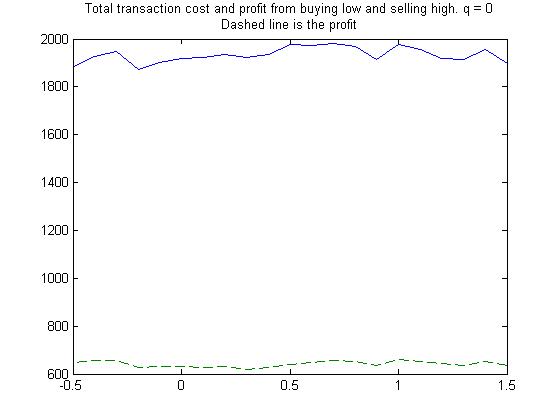 Total transaction cost and profit from buying low and selling high. q = 0
Dashed line is the profit
2000
1800
1600
1400
1200
1000
800
600
-0.5 0 0.5 1 1.5